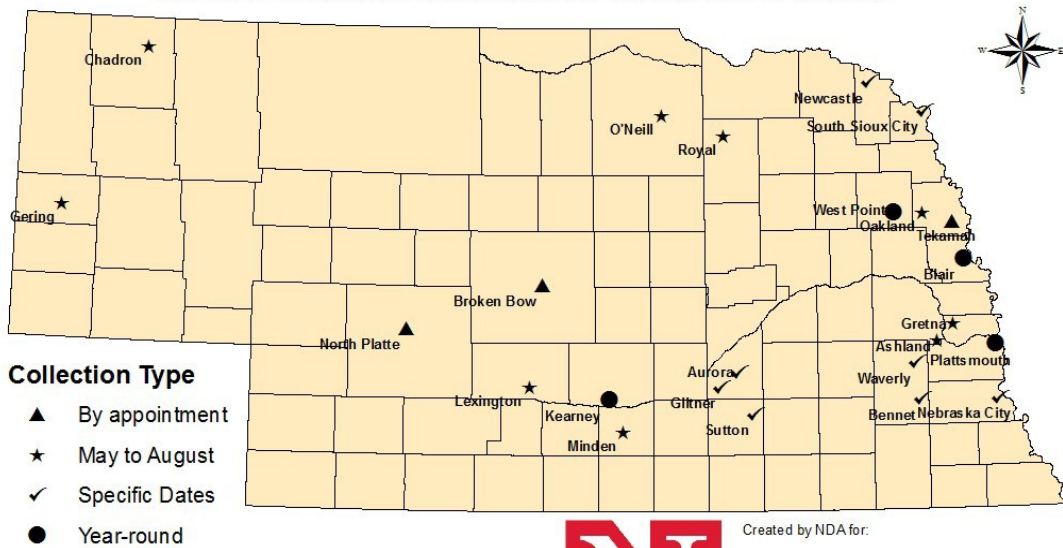 N
W
E
S
Chadron
Newcastle
South Sioux City
O'Neill
Royal
Gering
West Point
Oakland
Tekamah
Blair
Broken Bow
North Platte
Gretna
Ashland
Plattsmouth
Aurora
Giltner
Waverly
Lexington
Kearney
Sutton
Bennet
Nebraska City
Minden
Collection Type
By appointment
May to August
Specific Dates
Year-round
Created by NDA for: